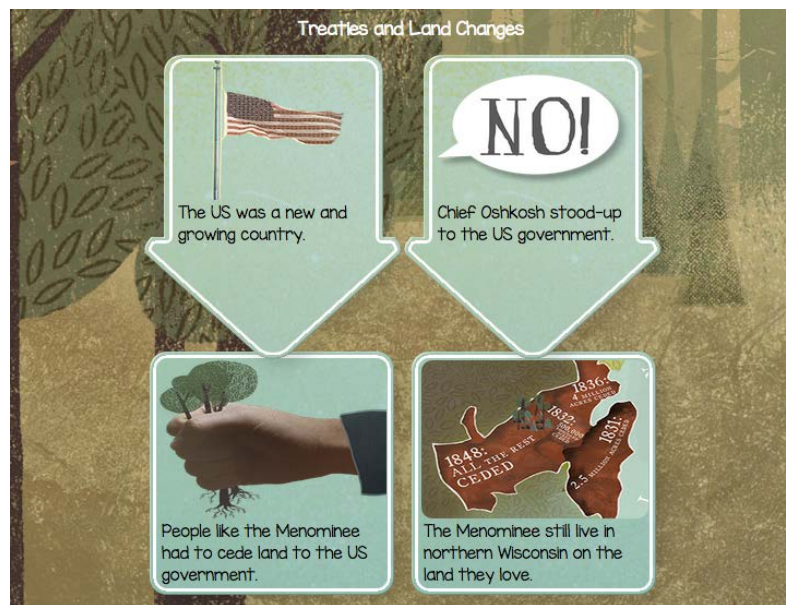 Treaties and Land Changes
The US was a new and
growing country.
NO!
Chief Oshkosh stood-up
to the US government.
People like the Menominee
had to cede land to the US
government.
1836:
4 MILLION
ACRES CEDED
1832:
1831:
2.5 MILLION ACRES CEDED
1848:
ALL THE REST
CEDED
The Menominee still live in
northern Wisconsin on the
land they love.